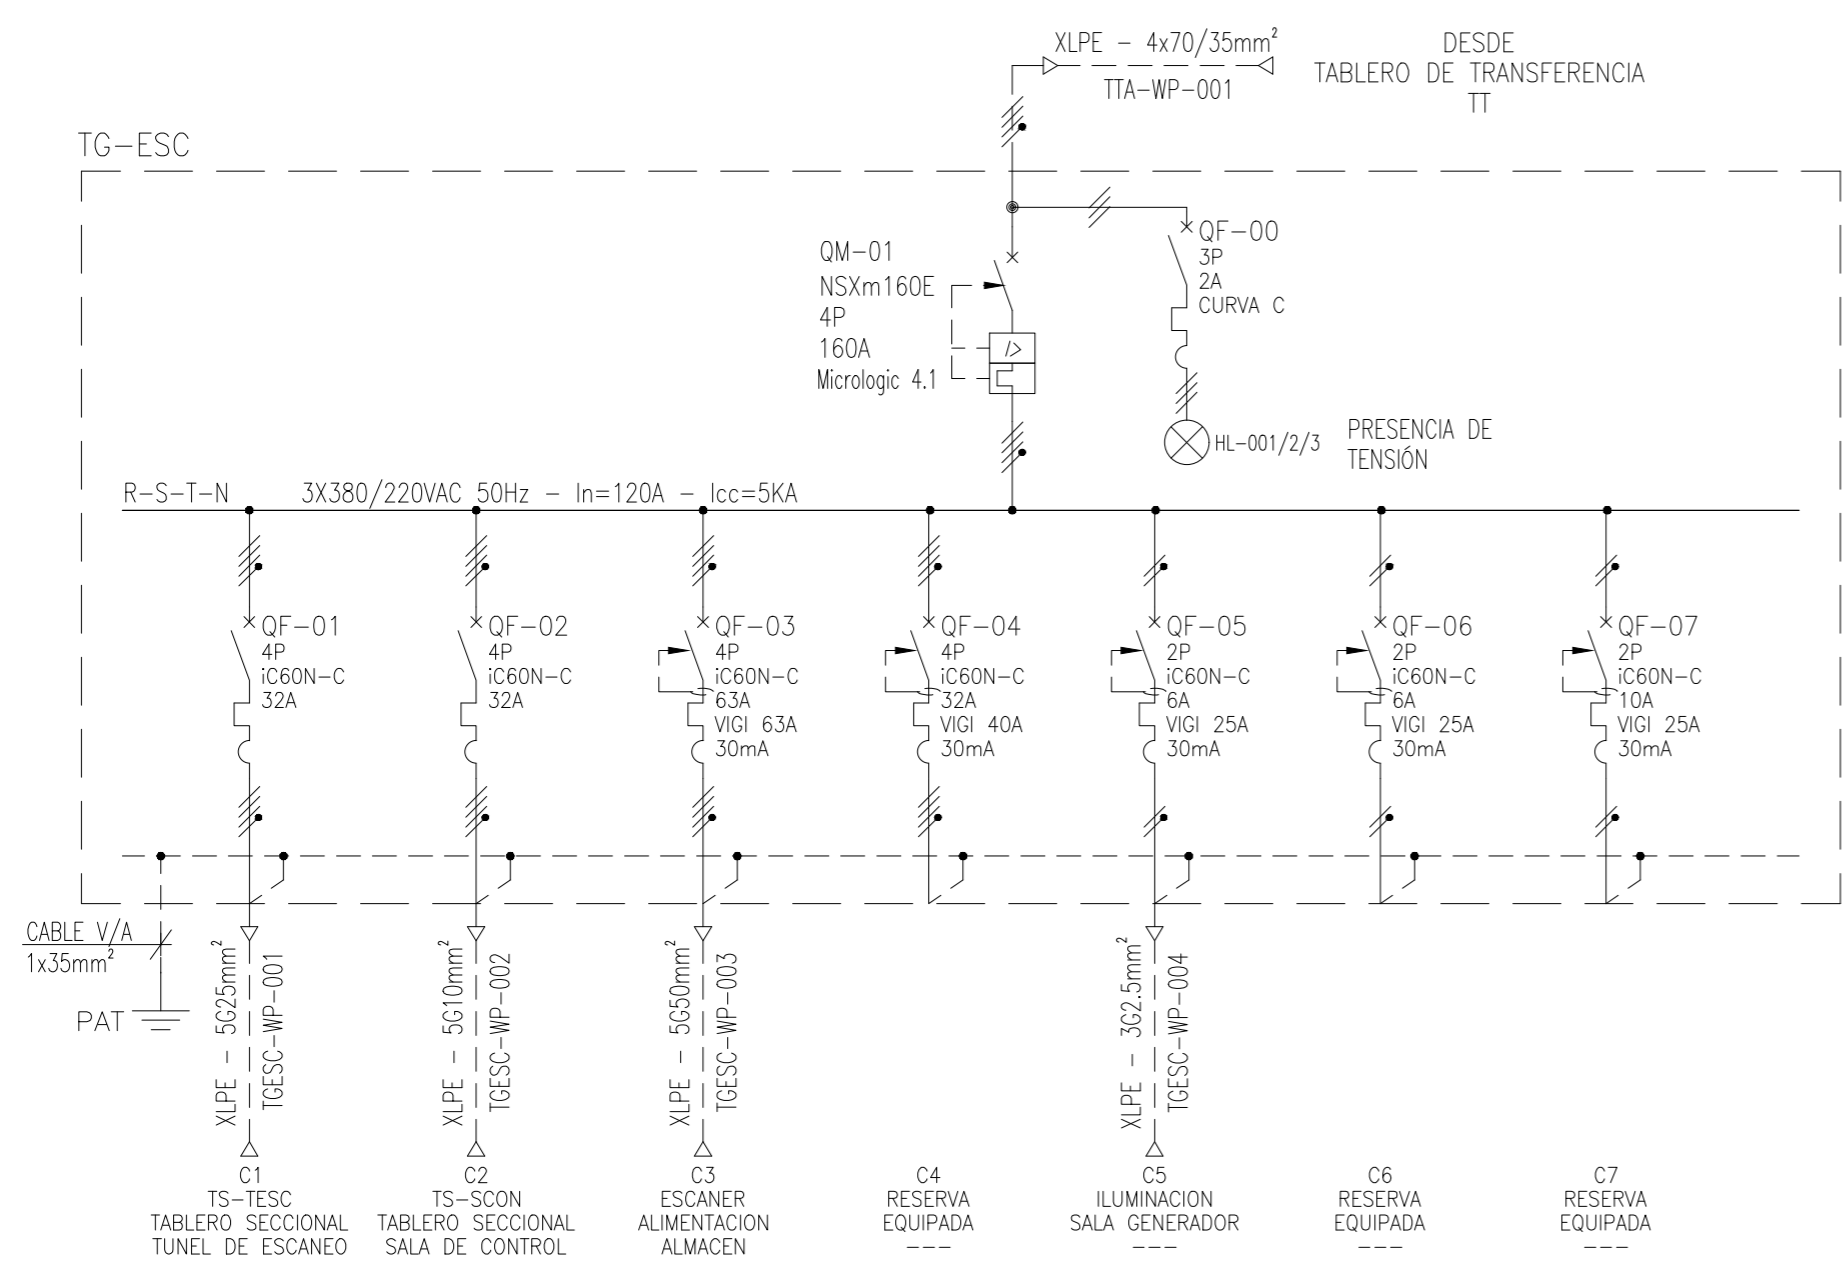 XLPE - 4x70/35mm²
TTA-WP-001
DESDE
TABLERO DE TRANSFERENCIA
TT
TG-ESC
QM-01
NSXm160E
4P
160A
Micrologic 4.1
I>
QF-00
3P
2A
CURVA C
HL-001/2/3
PRESENCIA DE
TENSIÓN
R-S-T-N
3X380/220VAC 50Hz - In=120A - Icc=5KA
QF-01
4P
iC60N-C
32A
QF-02
4P
iC60N-C
32A
QF-03
4P
iC60N-C
63A
VIGI 63A
30mA
QF-04
4P
iC60N-C
32A
VIGI 40A
30mA
QF-05
2P
iC60N-C
6A
VIGI 25A
30mA
QF-06
2P
iC60N-C
6A
VIGI 25A
30mA
QF-07
2P
iC60N-C
10A
VIGI 25A
30mA
CABLE V/A
1x35mm²
PAT
XLPE - 5G25mm²
TGESC-WP-001
XLPE - 5G10mm²
TGESC-WP-002
XLPE - 5G50mm²
TGESC-WP-003
XLPE - 3G2.5mm²
TGESC-WP-004
C1
TS-TESC
TABLERO SECCIONAL
TUNEL DE ESCANEO
C2
TS-SCON
TABLERO SECCIONAL
SALA DE CONTROL
C3
ESCANER
ALIMENTACION
ALMACEN
C4
RESERVA
EQUIPADA
---
C5
ILUMINACION
SALA GENERADOR
---
C6
RESERVA
EQUIPADA
---
C7
RESERVA
EQUIPADA
---